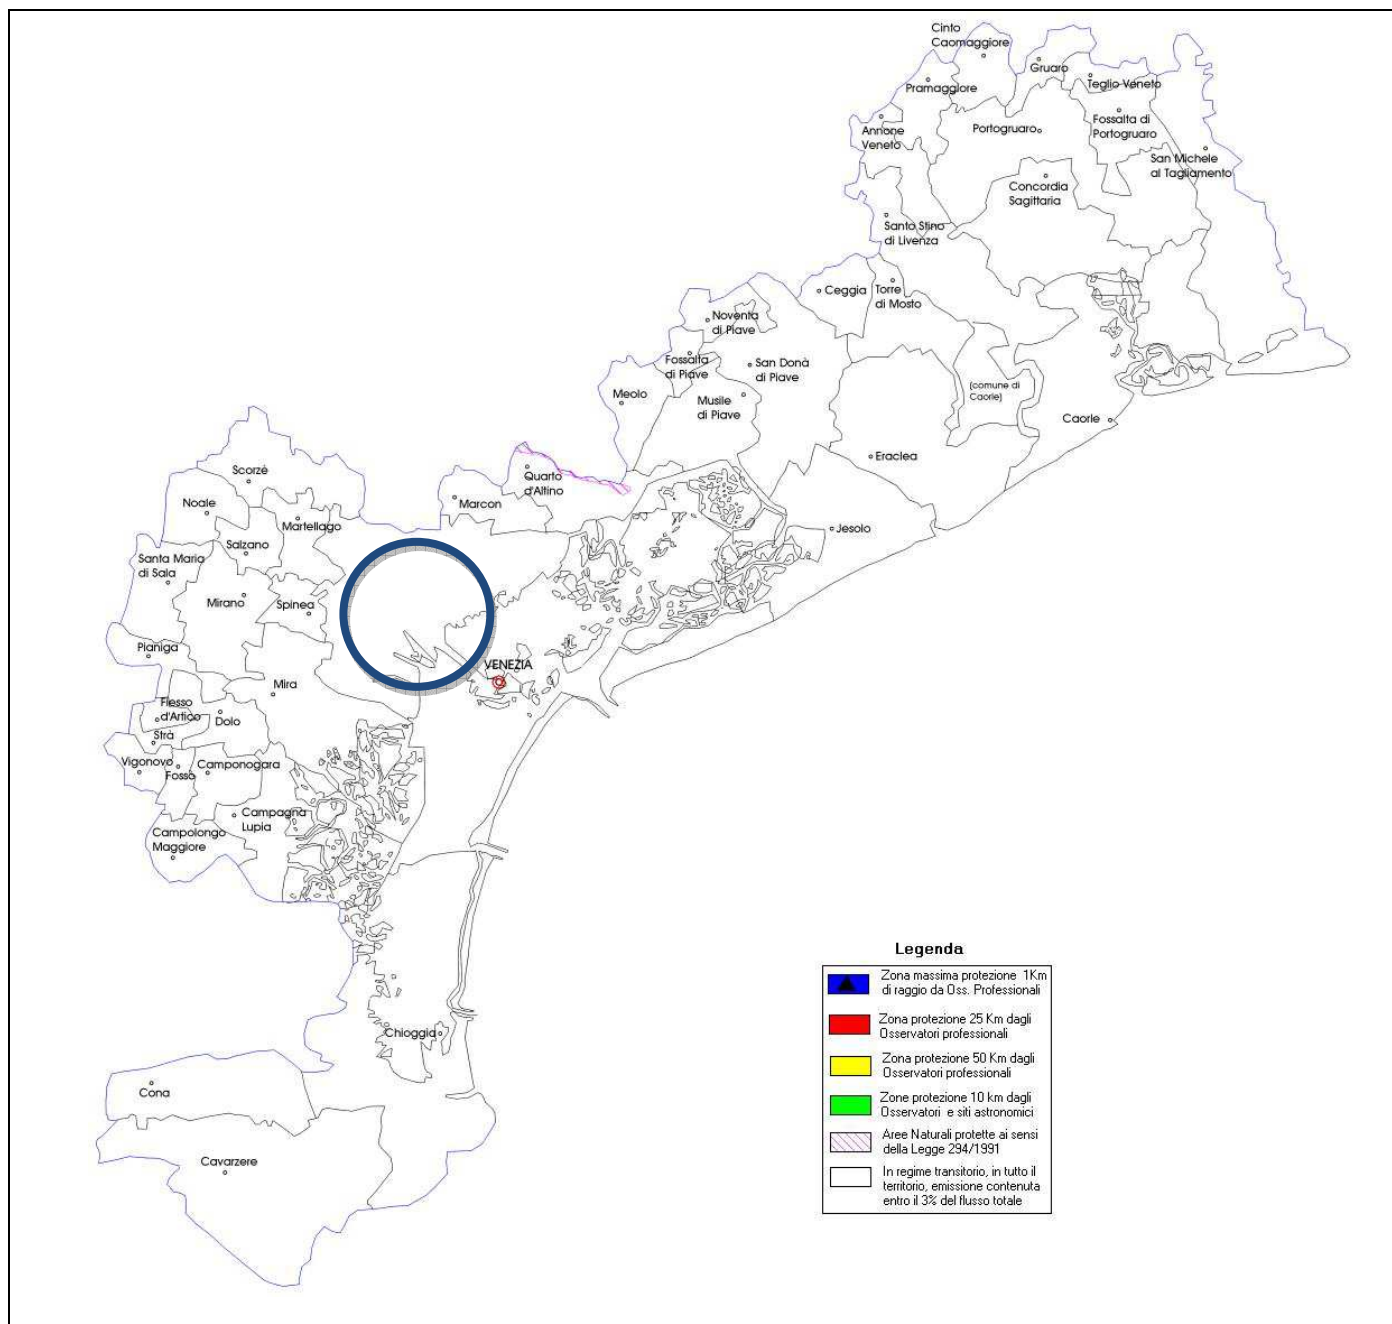 Cinto
Caomaggiore
Gruaro
Pramaggiore
Teglio Veneto
Annone
Veneto
Portogruaro
Fossalta di
Portogruaro
San Michele
al Tagliamento
Concordia
Sagittaria
Santo Stino
di Livenza
Ceggia
Torre
di Mosto
Noventa
di Piave
Fossalta
di Piave
San Donà
di Piave
Meolo
Musile
di Piave
(comune di
Caorle)
Caorle
Eraclea
Scorzé
Quarto
d'Altino
Noale
Marcon
Martellago
Jesolo
Salzano
Santa Maria
di Sala
Mirano
Spinea
Pianiga
VENEZIA
Mira
Fiesso
d'Artico
Dolo
Strà
Vigonovo
Fossò
Camponogara
Campagna
Lupia
Campolongo
Maggiore
Chioggia
Cona
Cavarzere
Legenda
Zona massima protezione 1Km
di raggio da Oss. Professionali
Zona protezione 25 Km dagli
Osservatori professionali
Zona protezione 50 Km dagli
Osservatori professionali
Zone protezione 10 km dagli
Osservatori e siti astronomici
Aree Naturali protette ai sensi
della Legge 294/1991
In regime transitorio, in tutto il
territorio, emissione contenuta
entro il 3% del flusso totale